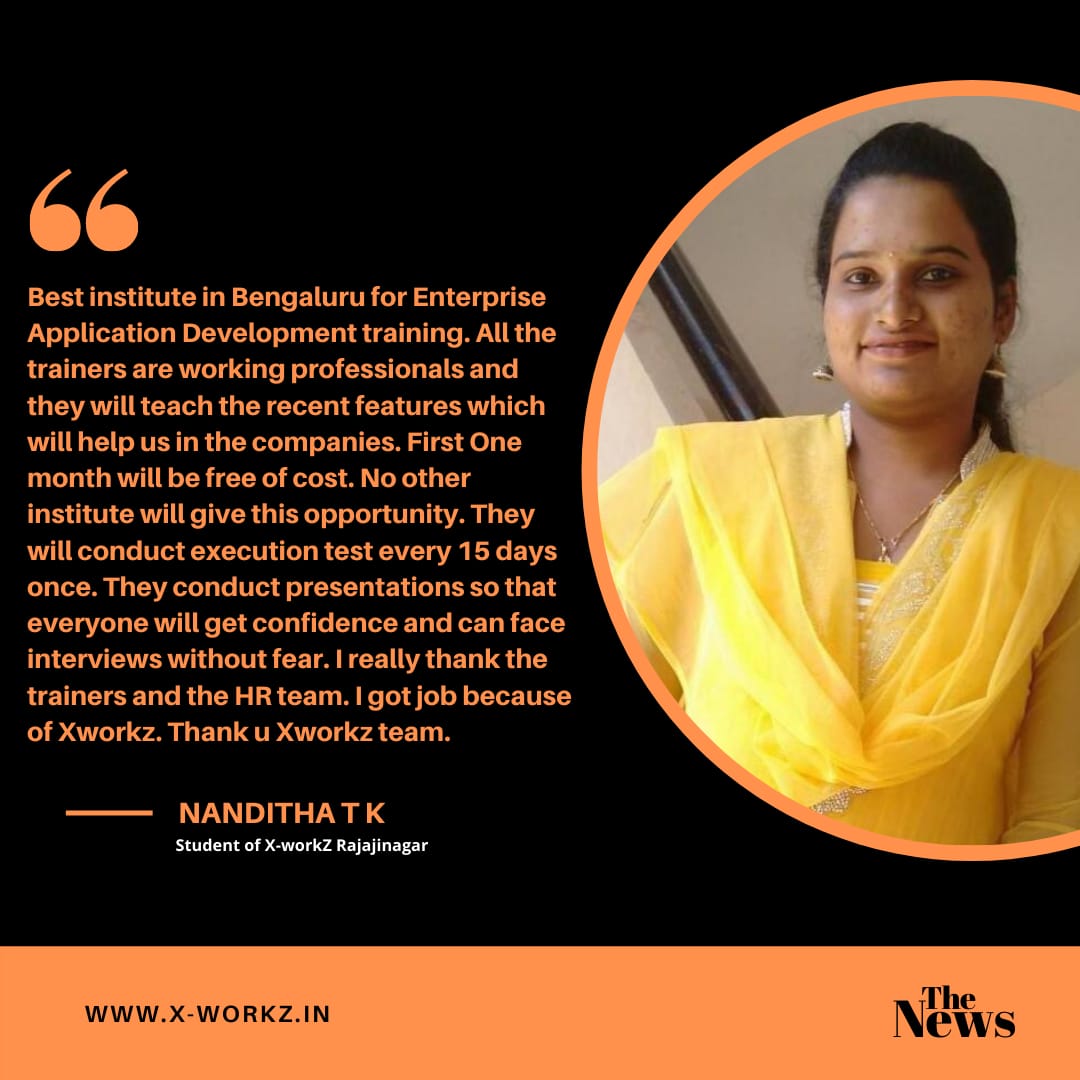 Best institute in Bengaluru for Enterprise
Application Development training. All the
trainers are working professionals and
they will teach the recent features which
will help us in the companies. First One
month will be free of cost. No other
institute will give this opportunity. They
will conduct execution test every 15 days
once. They conduct presentations so that
everyone will get confidence and can face
interviews without fear. I really thank the
trainers and the HR team. I got job because
of Xworkz. Thank u Xworkz team.
NANDITHA T K
Student of X-workZ Rajajinagar
WWW.X-WORKZ.IN
The
News